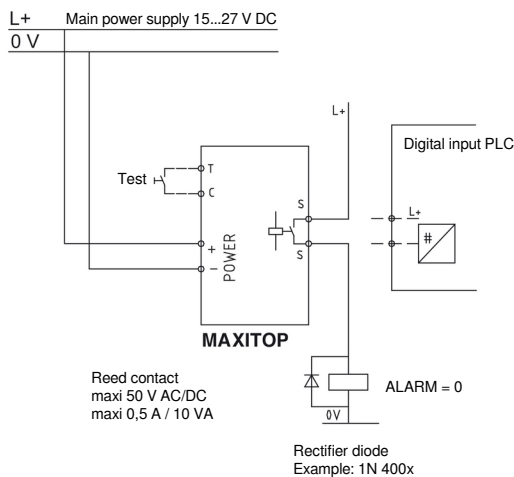 L+ Main power supply 15...27 V DC
0 V
L+
Digital input PLC
T
Test
C
S
L+
#
+
S
-
POWER
MAXITOP
Reed contact
maxi 50 V AC/DC
maxi 0,5 A / 10 VA
ALARM = 0
0V
Rectifier diode
Example: 1N 400x